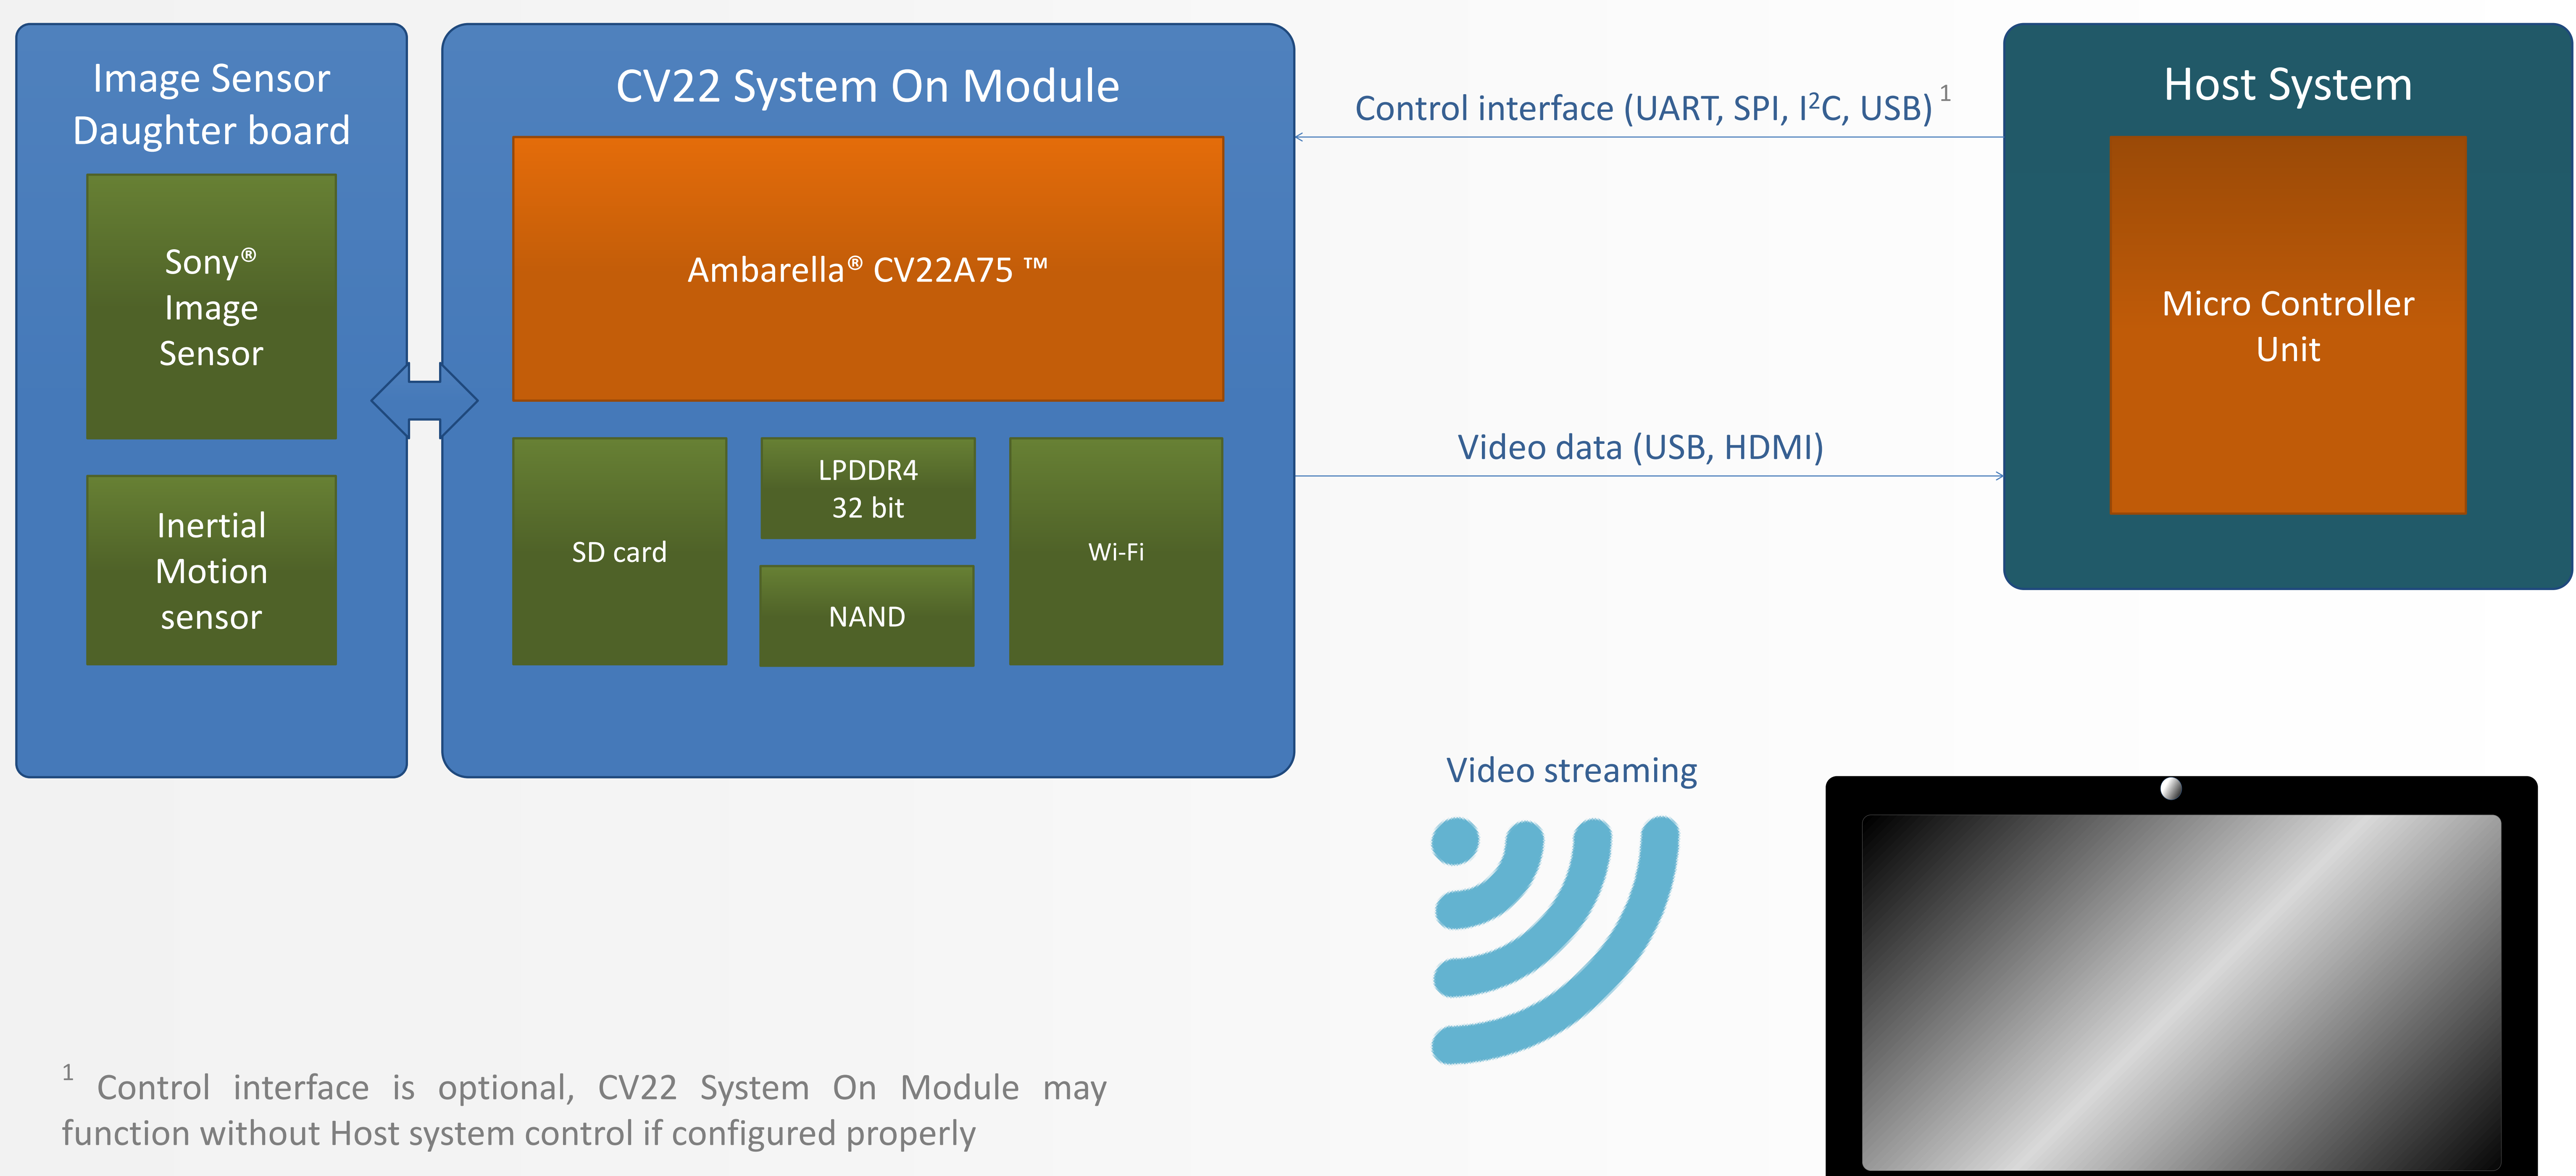 Image Sensor
Daughter board
Sony®
Image
Sensor
Inertial
Motion
sensor
CV22 System On Module
Ambarella® CV22A75 ™
SD card
LPDDR4
32 bit
NAND
Wi-Fi
Control interface (UART, SPI, I²C, USB) ¹
Video data (USB, HDMI)
Host System
Micro Controller
Unit
Video streaming
¹ Control interface is optional, CV22 System On Module may
function without Host system control if configured properly